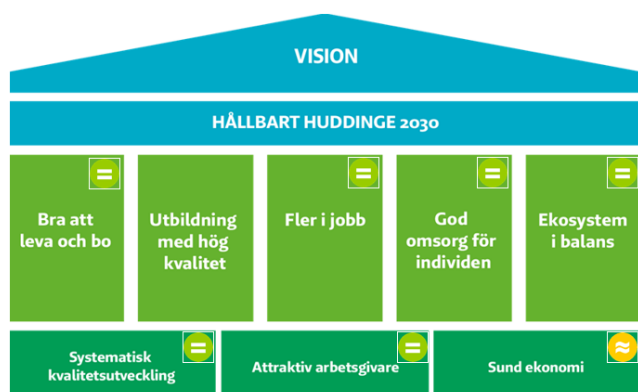 VISION
HÅLLBART HUDDINGE 2030
=
Bra att
leva och bo
Utbildning
med hög
kvalitet
=
Fler i jobb
=
God
omsorg för
individen
=
Ekosystem
i balans
=
Systematisk
kvalitetsutveckling
=
Attraktiv arbetsgivare
≈
Sund ekonomi